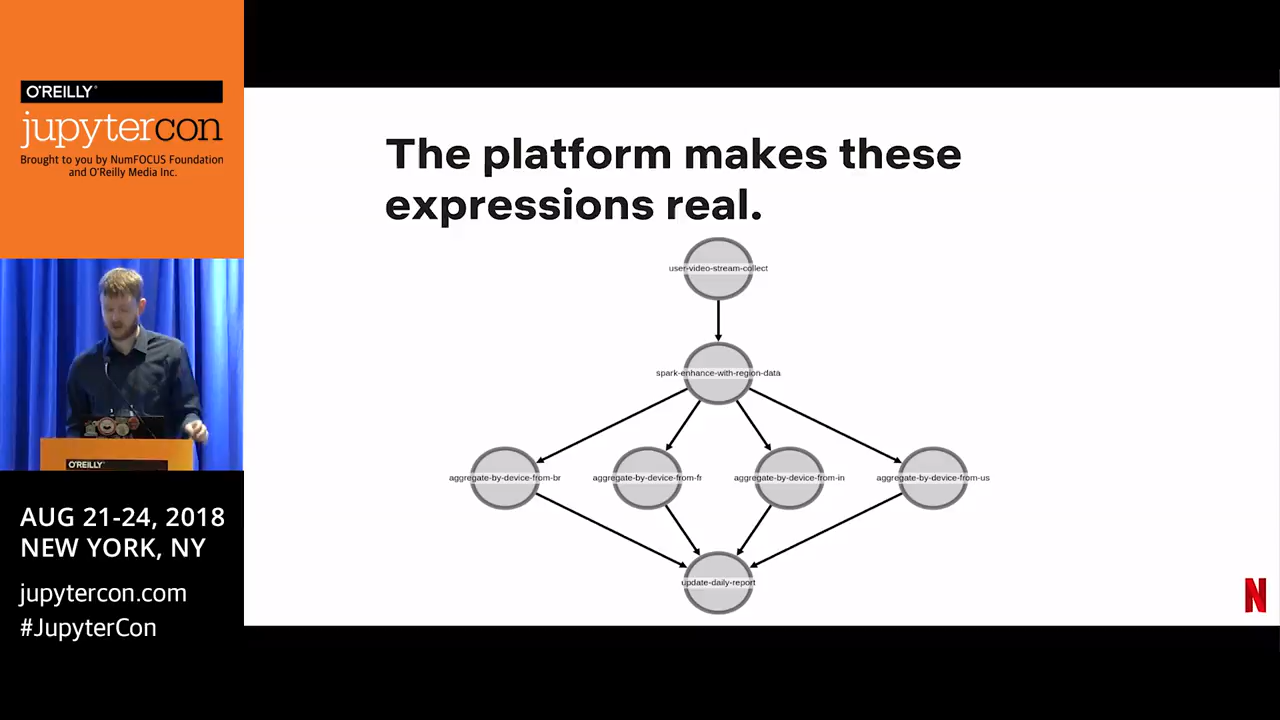 O'REILLY®
jupytercon
Brought to you by NumFOCUS Foundation
and O'Reilly Media Inc.
The platform makes these
expressions real.
user-video-stream-collect
spark-enhance-with-region-data
aggregate-by-device-from-br
aggregate-by-device-from-fr
aggregate-by-device-from-in
aggregate-by-device-from-us
update-daily-report
N
O'REILLY®
AUG 21-24, 2018
NEW YORK, NY
jupytercon.com
#JupyterCon